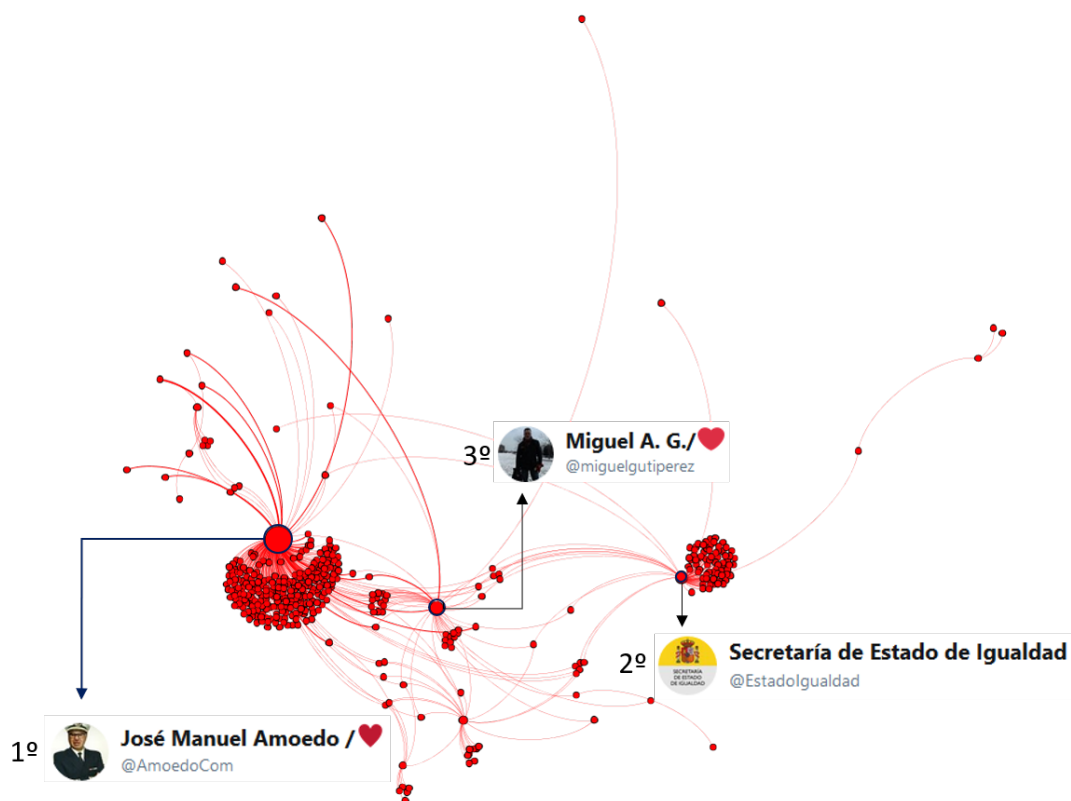 3º
Miguel A. G./❤
@miguelgutiperez
2º
SECRETARÍA
DE ESTADO
DE IGUALDAD
Secretaría de Estado de Igualdad
@EstadoIgualdad
1º
José Manuel Amoedo /❤
@AmoedoCom